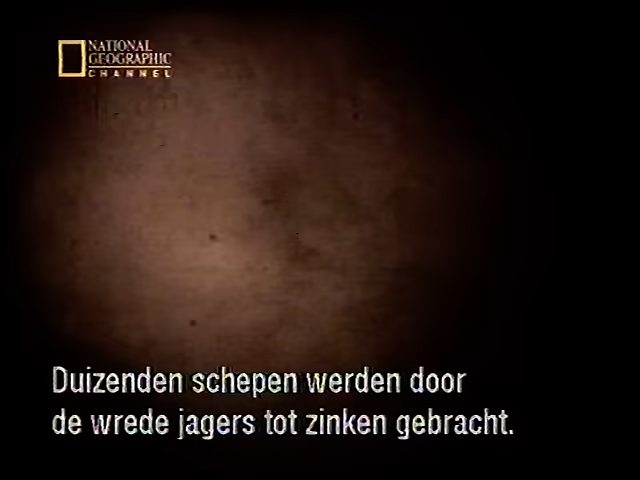 NATIONAL
GEOGRAPHIC
CHANNEL
Duizenden schepen werden door
de wrede jagers tot zinken gebracht.